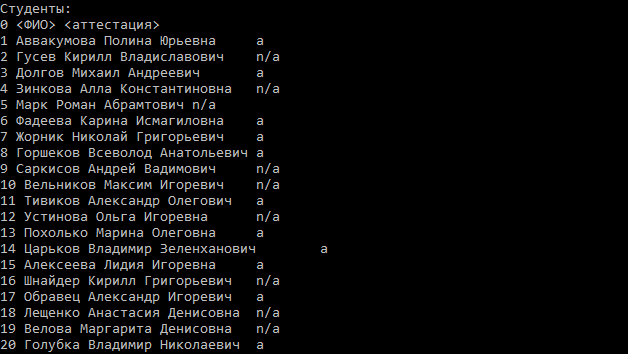 Студенты:
0 <ФИО> <аттестация>
1 Аввакумова Полина Юрьевна a
2 Гусев Кирилл Владиславович n/a
3 Долгов Михаил Андреевич a
4 Зинкова Алла Константиновна n/a
5 Марк Роман Абрамтович n/a
6 Фадеева Карина Исмагиловна a
7 Жорник Николай Григорьевич a
8 Горшеков Всеволод Анатольевич a
9 Саркисов Андрей Вадимович n/a
10 Вельников Максим Игоревич n/a
11 Тивиков Александр Олегович a
12 Устинова Ольга Игоревна n/a
13 Похолько Марина Олеговна a
14 Царьков Владимир Зеленханович a
15 Алексеева Лидия Игоревна a
16 Шнайдер Кирилл Григорьевич n/a
17 Образец Александр Игоревич a
18 Лещенко Анастасия Денисовна n/a
19 Велова Маргарита Денисовна n/a
20 Голубка Владимир Николаевич a